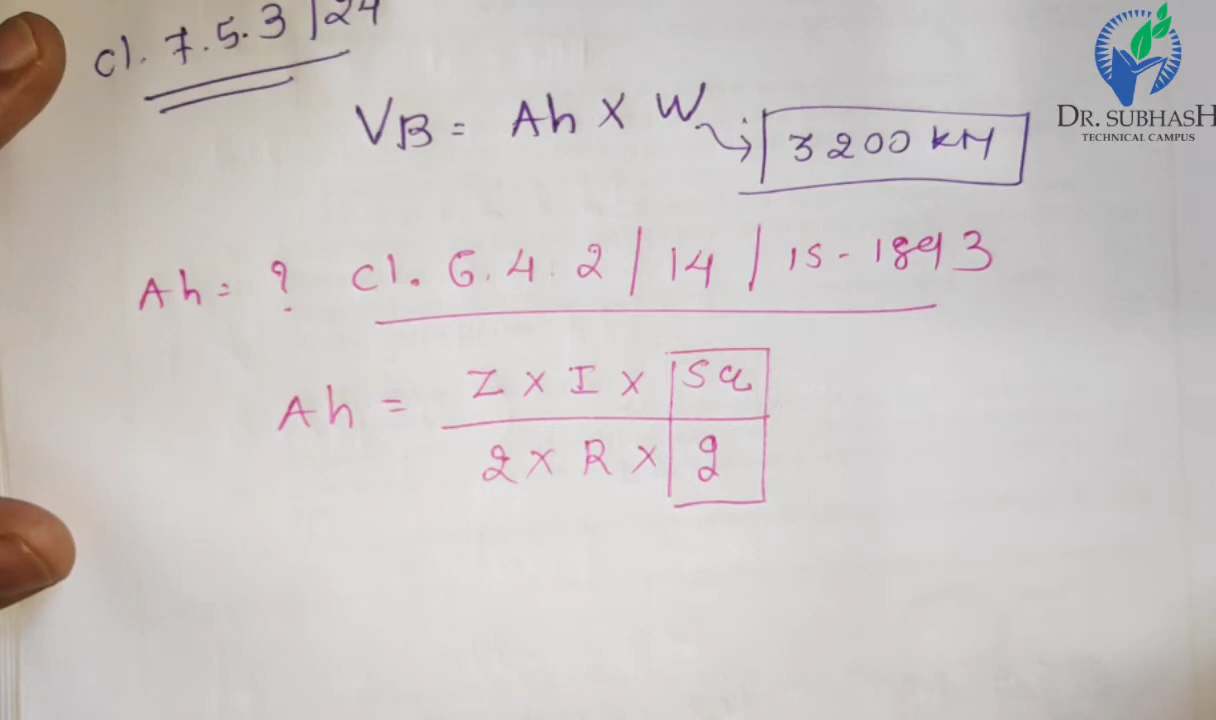 cl. 7.5.3 | 24
VB = Ah X W
3200 KN
Ah = ? cl. 6.4.2 / 14 / IS - 1893
Ah = Z X I X Sa
2 X R X g
DR. SUBHASH
TECHNICAL CAMPUS